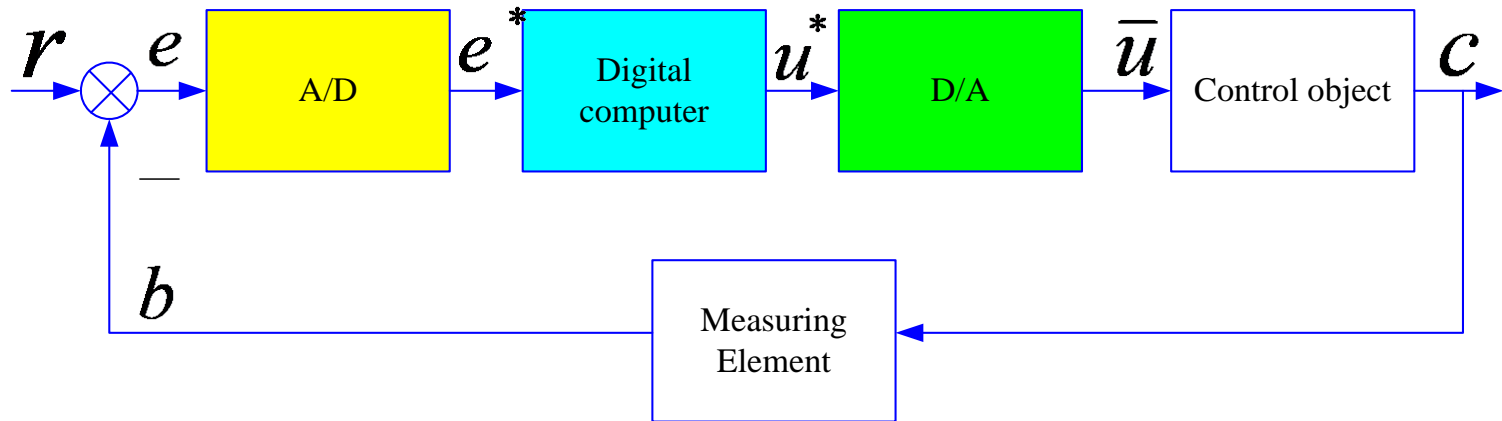 r
e
A/D
e*
Digital
computer
u*
D/A
u̅
Control object
c
—
b
Measuring
Element